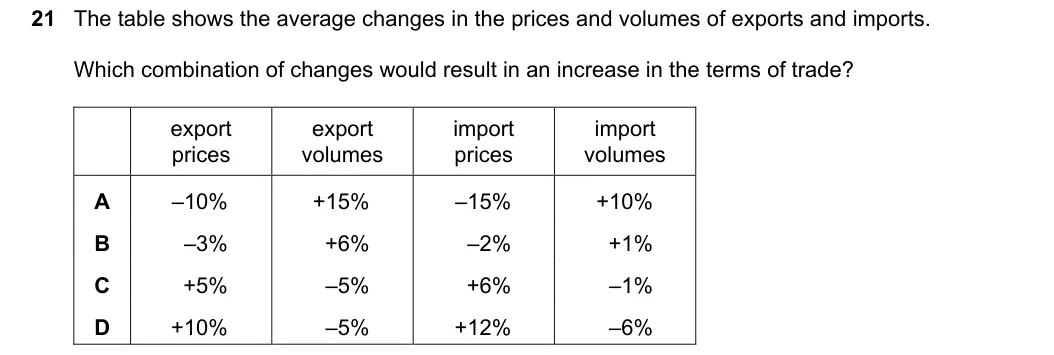 21 The table shows the average changes in the prices and volumes of exports and imports.
Which combination of changes would result in an increase in the terms of trade?
export prices export volumes import prices import volumes
A –10% +15% –15% +10%
B –3% +6% –2% +1%
C +5% –5% +6% –1%
D +10% –5% +12% –6%